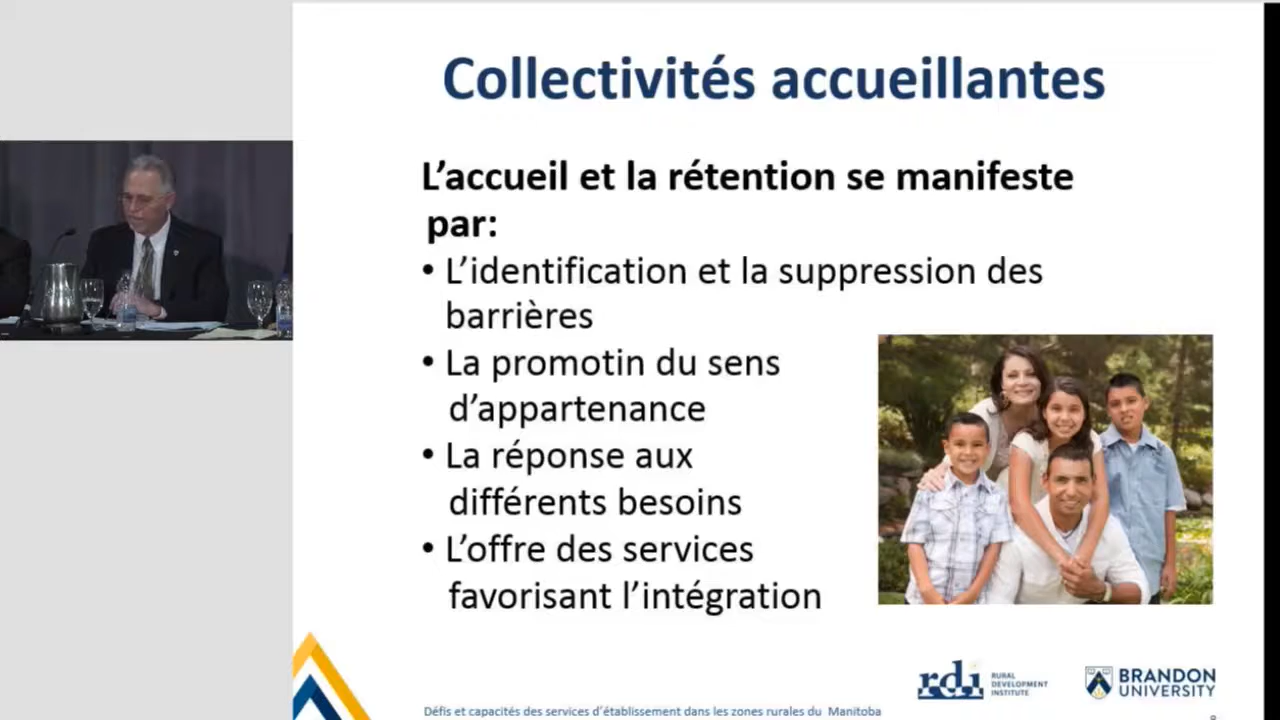 Collectivités accueillantes
L’accueil et la rétention se manifeste
par:
• L’identification et la suppression des
barrières
• La promotin du sens
d’appartenance
• La réponse aux
différents besoins
• L’offre des services
favorisant l’intégration
rdi RURAL
DEVELOPMENT
INSTITUTE
BRANDON
UNIVERSITY
Défis et capacités des services d’établissement dans les zones rurales du Manitoba